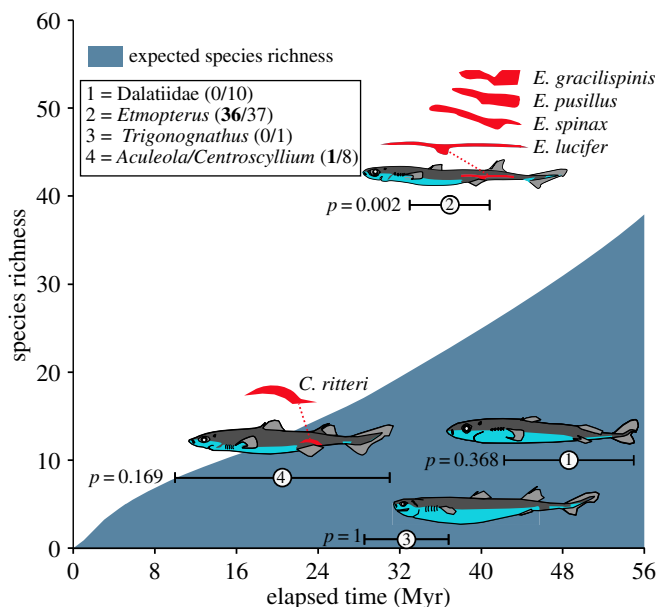 60
50
40
30
20
10
0
species richness
expected species richness
1 = Dalatiidae (0/10)
2 = Etmopterus (36/37)
3 = Trigonognathus (0/1)
4 = Aculeola/Centroscyllium (1/8)
E. gracilispinis
E. pusillus
E. spinax
E. lucifer
p = 0.002
2
C. ritteri
p = 0.169
4
p = 0.368
1
p = 1
3
0 8 16 24 32 40 48 56
elapsed time (Myr)